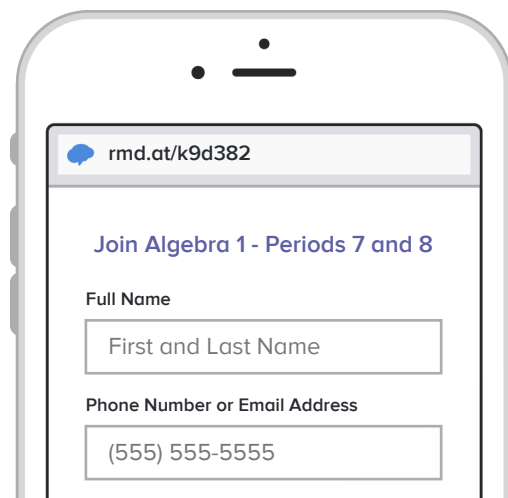 rmd.at/k9d382
Join Algebra 1 - Periods 7 and 8
Full Name
First and Last Name
Phone Number or Email Address
(555) 555-5555